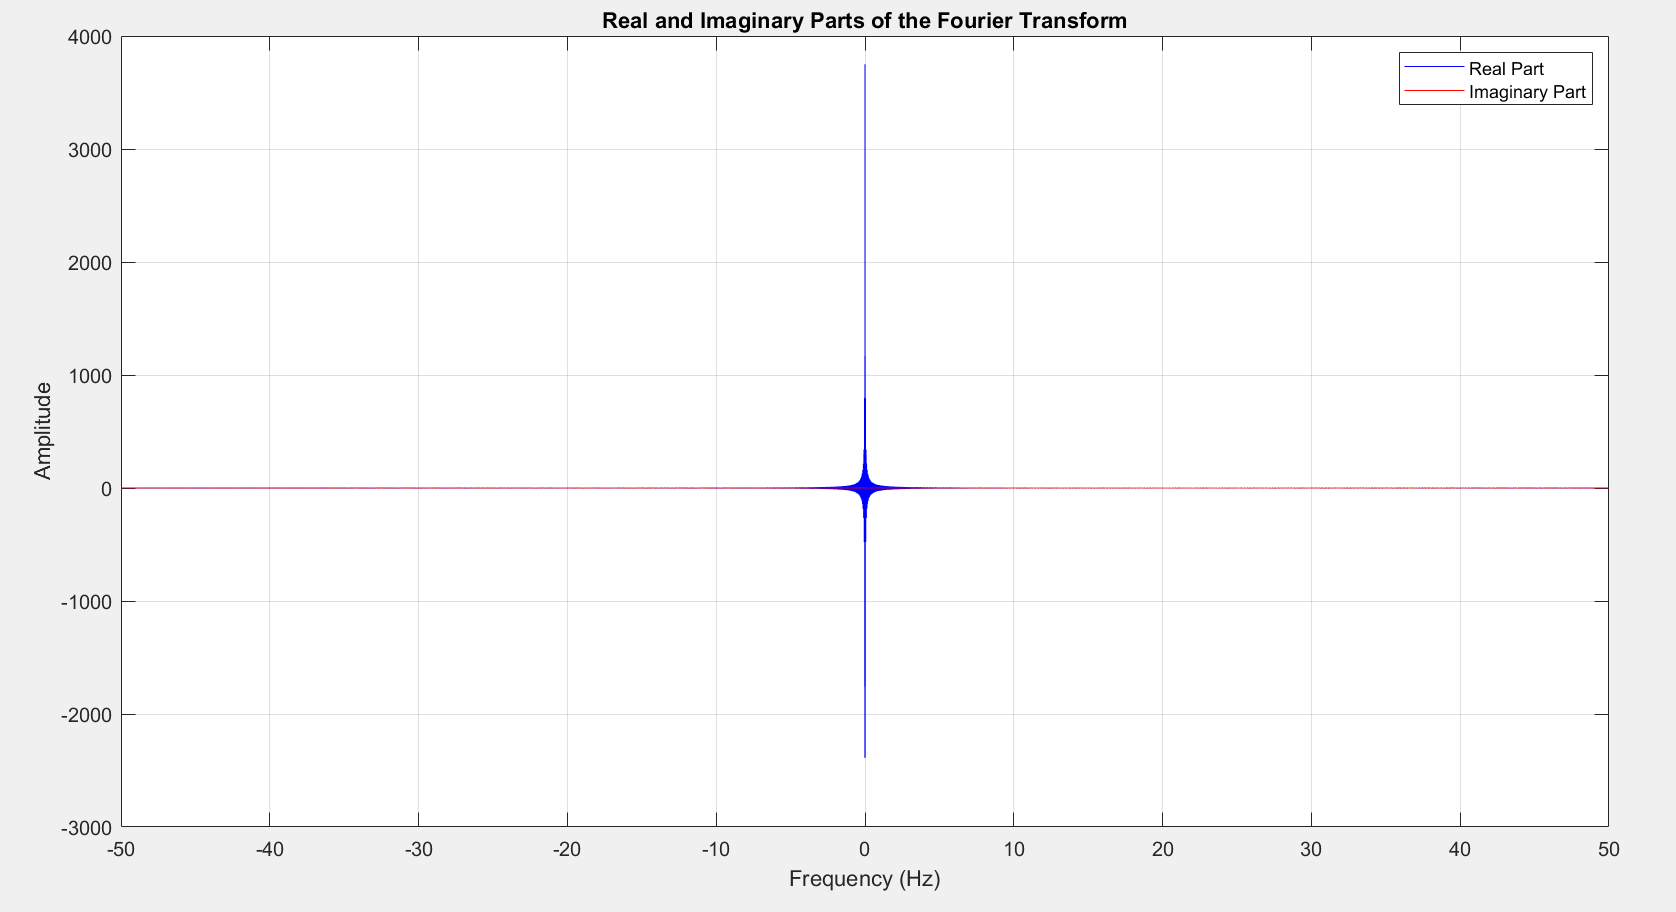 Real and Imaginary Parts of the Fourier Transform
4000
3000
2000
1000
0
-1000
-2000
-3000
Amplitude
Real Part
Imaginary Part
-50 -40 -30 -20 -10 0 10 20 30 40 50
Frequency (Hz)